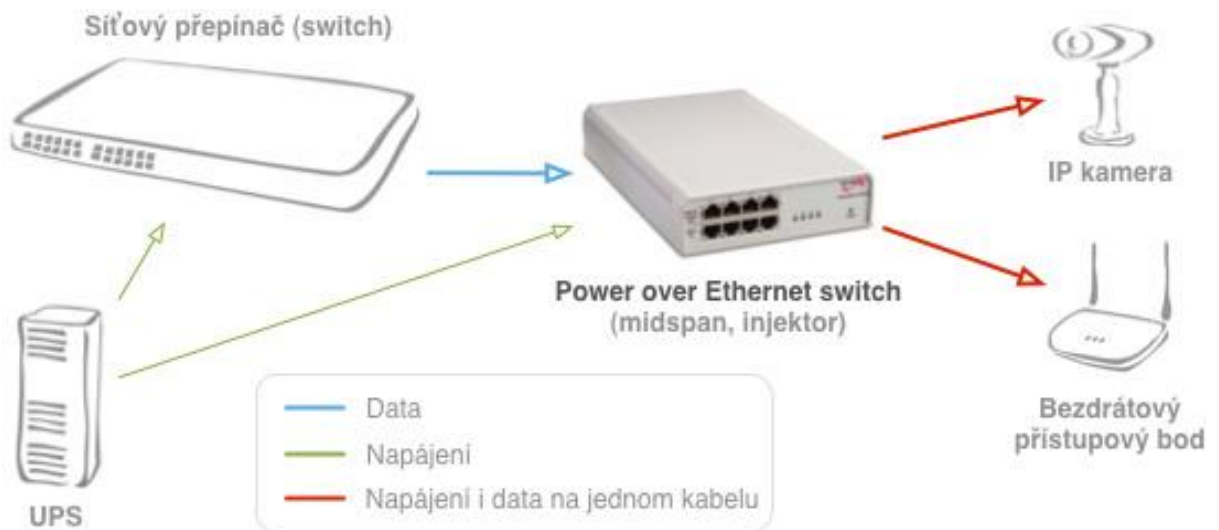 Síťový přepínač (switch)
IP kamera
Power over Ethernet switch
(midspan, injektor)
Bezdrátový
přístupový bod
UPS
Data
Napájení
Napájení i data na jednom kabelu